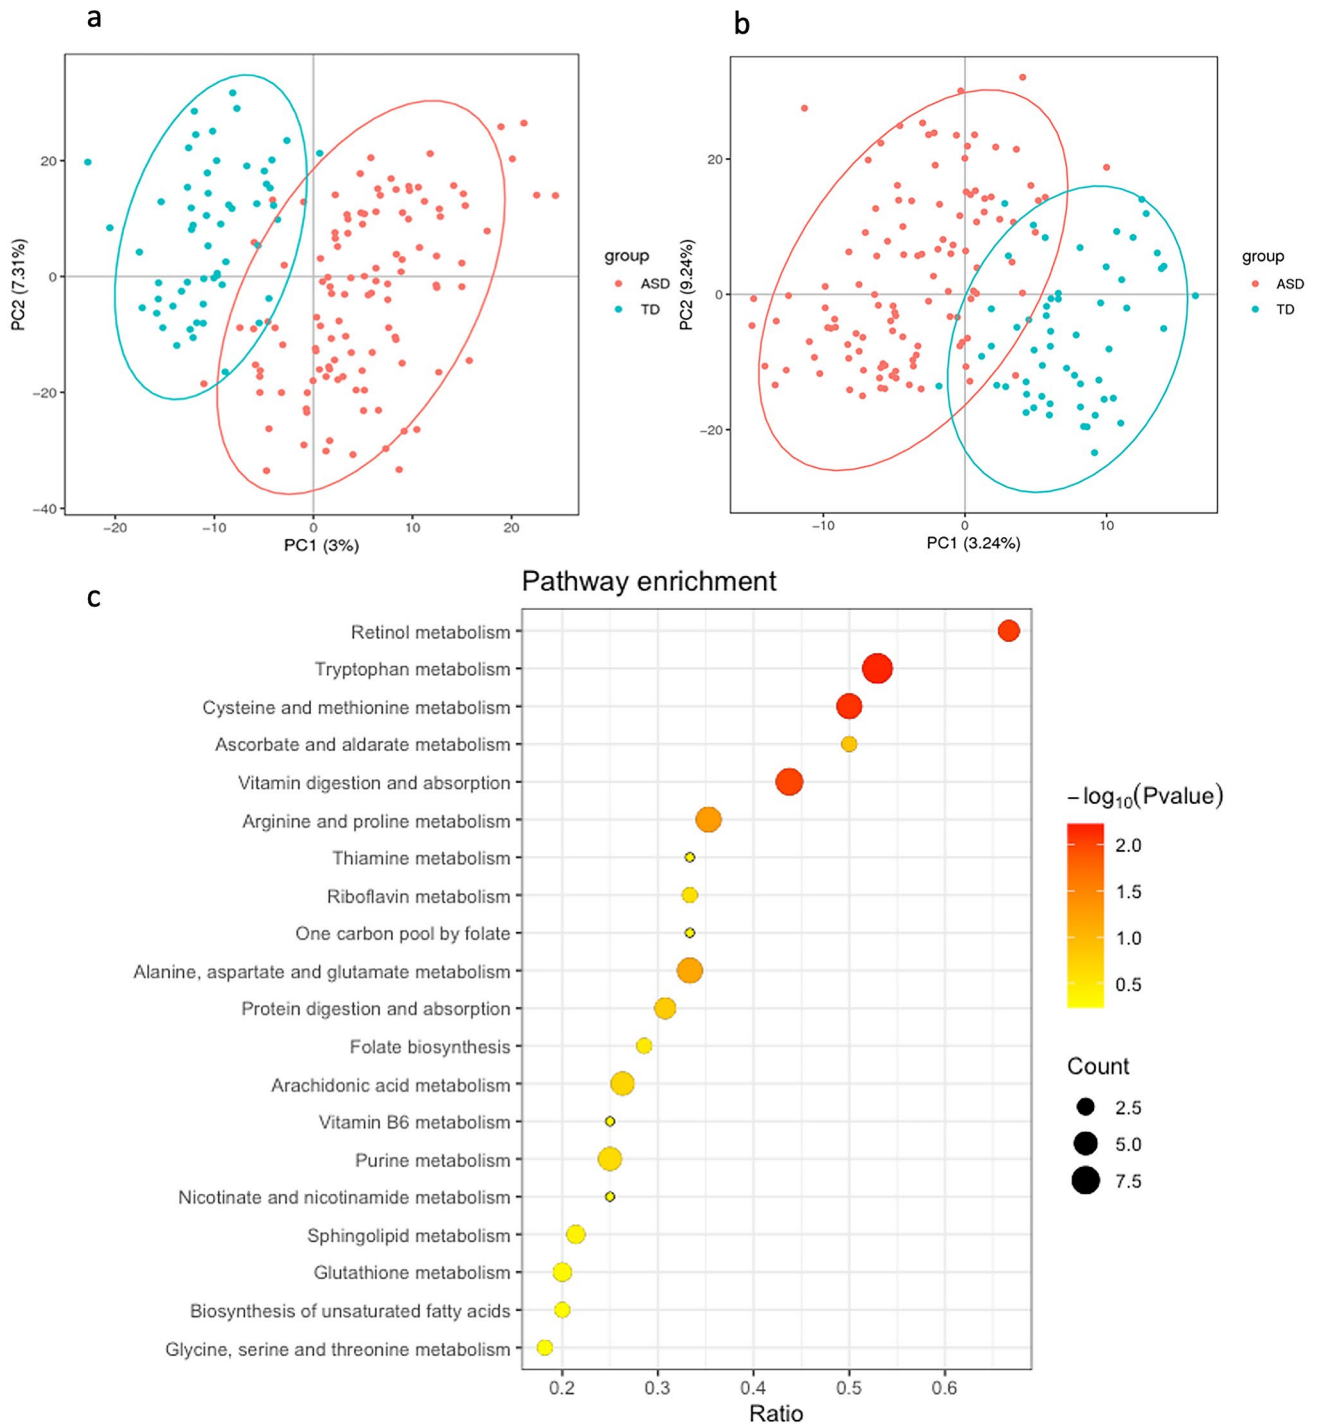 a
b
20
0
−20
−40
−20
−10
0
10
20
PC2 (7.31%)
PC1 (3%)
group
ASD
TD
20
0
−20
−10
0
10
PC2 (9.24%)
PC1 (3.24%)
group
ASD
TD
c
Pathway enrichment
Retinol metabolism
Tryptophan metabolism
Cysteine and methionine metabolism
Ascorbate and aldarate metabolism
Vitamin digestion and absorption
Arginine and proline metabolism
Thiamine metabolism
Riboflavin metabolism
One carbon pool by folate
Alanine, aspartate and glutamate metabolism
Protein digestion and absorption
Folate biosynthesis
Arachidonic acid metabolism
Vitamin B6 metabolism
Purine metabolism
Nicotinate and nicotinamide metabolism
Sphingolipid metabolism
Glutathione metabolism
Biosynthesis of unsaturated fatty acids
Glycine, serine and threonine metabolism
0.2
0.3
0.4
0.5
0.6
Ratio
−log₁₀(Pvalue)
2.0
1.5
1.0
0.5
Count
2.5
5.0
7.5